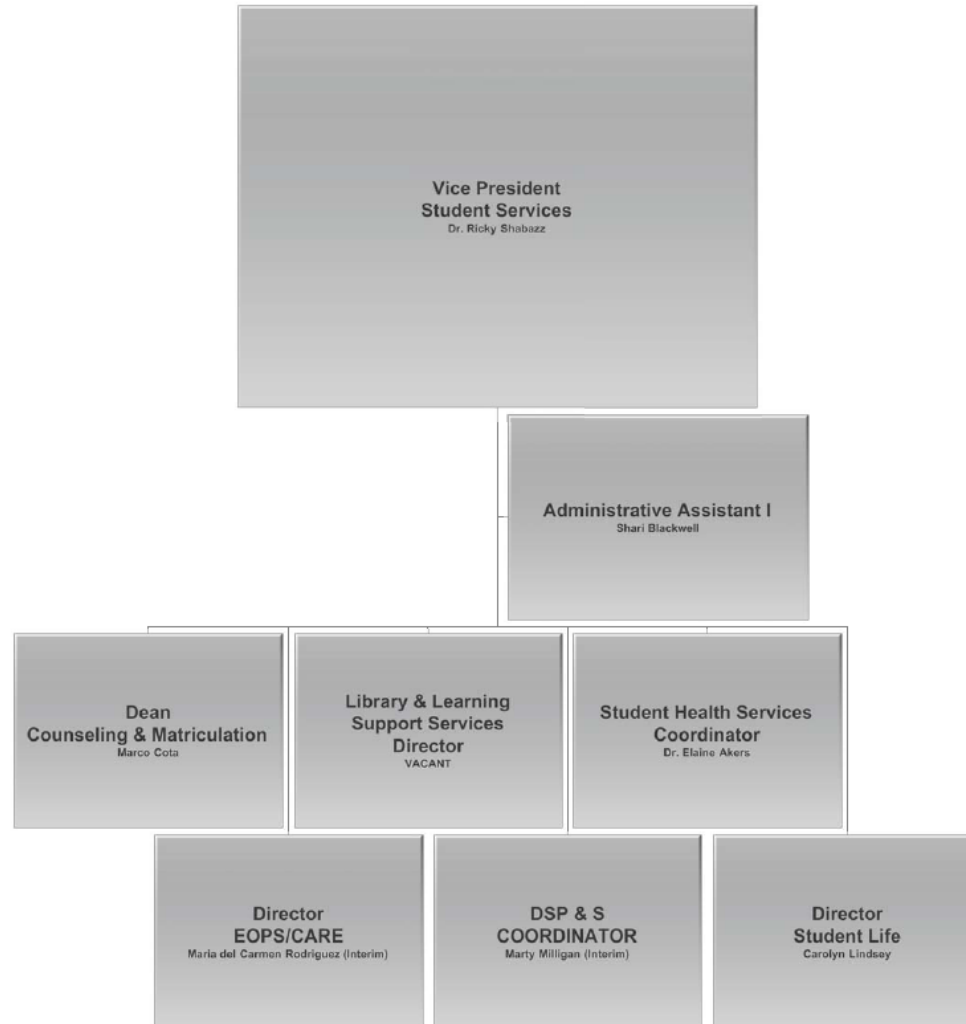 Vice President
Student Services
Dr. Ricky Shabazz
Administrative Assistant I
Shari Blackwell
Dean
Counseling & Matriculation
Marco Cota
Library & Learning
Support Services
Director
VACANT
Student Health Services
Coordinator
Dr. Elaine Akers
Director
EOPS/CARE
Maria del Carmen Rodriguez (Interim)
DSP & S
COORDINATOR
Marty Milligan (Interim)
Director
Student Life
Carolyn Lindsey